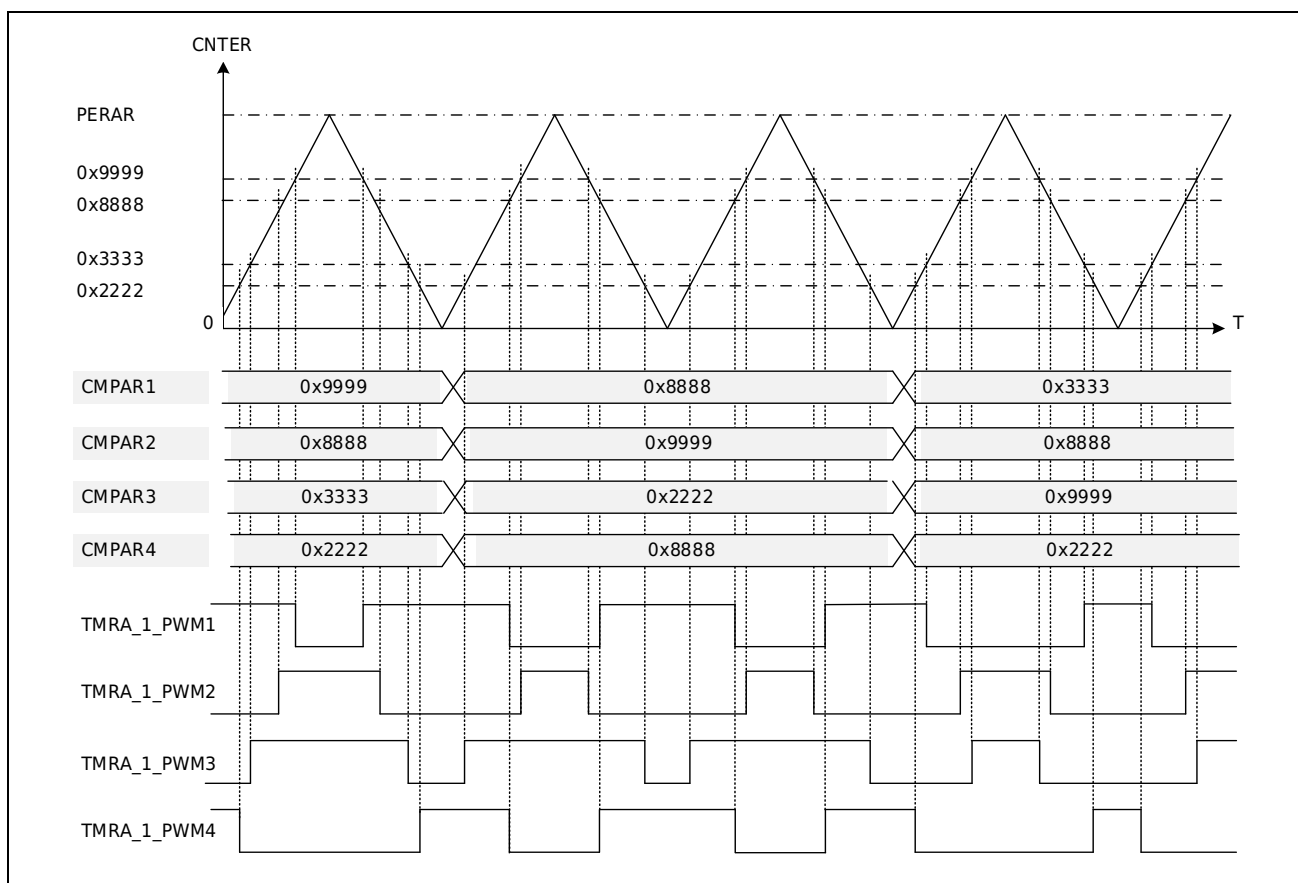 CNTER
PERAR
0x9999
0x8888
0x3333
0x2222
0
T
CMPAR1 0x9999 0x8888 0x3333
CMPAR2 0x8888 0x9999 0x8888
CMPAR3 0x3333 0x2222 0x9999
CMPAR4 0x2222 0x8888 0x2222
TMRA_1_PWM1
TMRA_1_PWM2
TMRA_1_PWM3
TMRA_1_PWM4